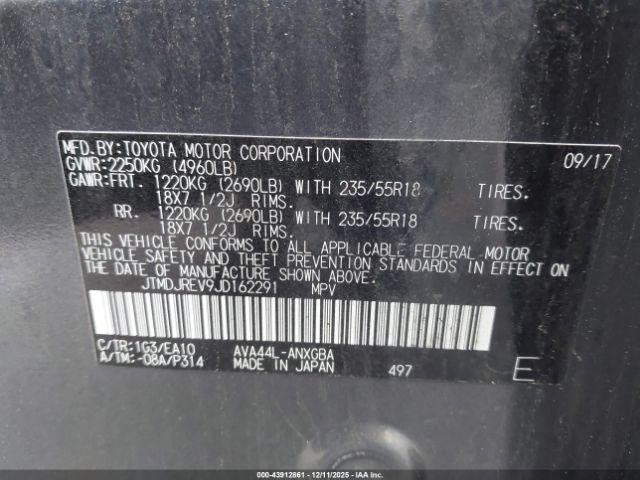 MFD.BY:TOYOTA MOTOR CORPORATION 09/17
GVWR:2250KG (4960LB)
GAWR:FRT. 1220KG (2690LB) WITH 235/55R18 TIRES.
18X7 1/2J RIMS.
RR. 1220KG (2690LB) WITH 235/55R18 TIRES.
18X7 1/2J RIMS.
THIS VEHICLE CONFORMS TO ALL APPLICABLE FEDERAL MOTOR
VEHICLE SAFETY AND THEFT PREVENTION STANDARDS IN EFFECT ON
THE DATE OF MANUFACTURE SHOWN ABOVE.
JTMDJREV9JD162291 MPV
C/TR:1G3/EA10 AVA44L-ANXGBA
A/TM:-08A/P314 MADE IN JAPAN 497 E
000-43912861 - 12/11/2025 - IAAI.COM